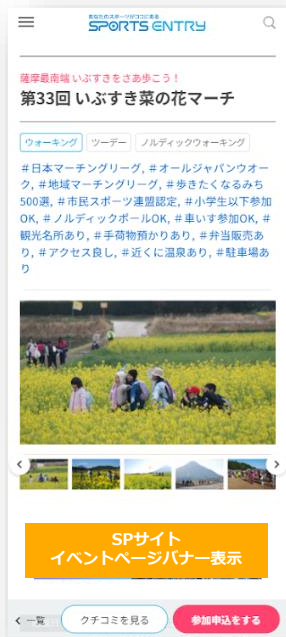 あなたのスポーツがココにある
SPORTS ENTRY
薩摩最南端 いぶすきをさあ歩こう！
第33回 いぶすき菜の花マーチ
ウォーキング ツーデー ノルディックウォーキング
＃日本マーチングリーグ, ＃オールジャパンウオー
ク, ＃地域マーチングリーグ, ＃歩きたくなるみち
500選, ＃市民スポーツ連盟認定, ＃小学生以下参加
OK, ＃ノルディックポールOK, ＃車いす参加OK, ＃
観光名所あり, ＃手荷物預かりあり, ＃弁当販売あ
り, ＃アクセス良し, ＃近くに温泉あり, ＃駐車場あ
り
SPサイト
イベントページバナー表示
一覧 クチコミを見る 参加申込をする